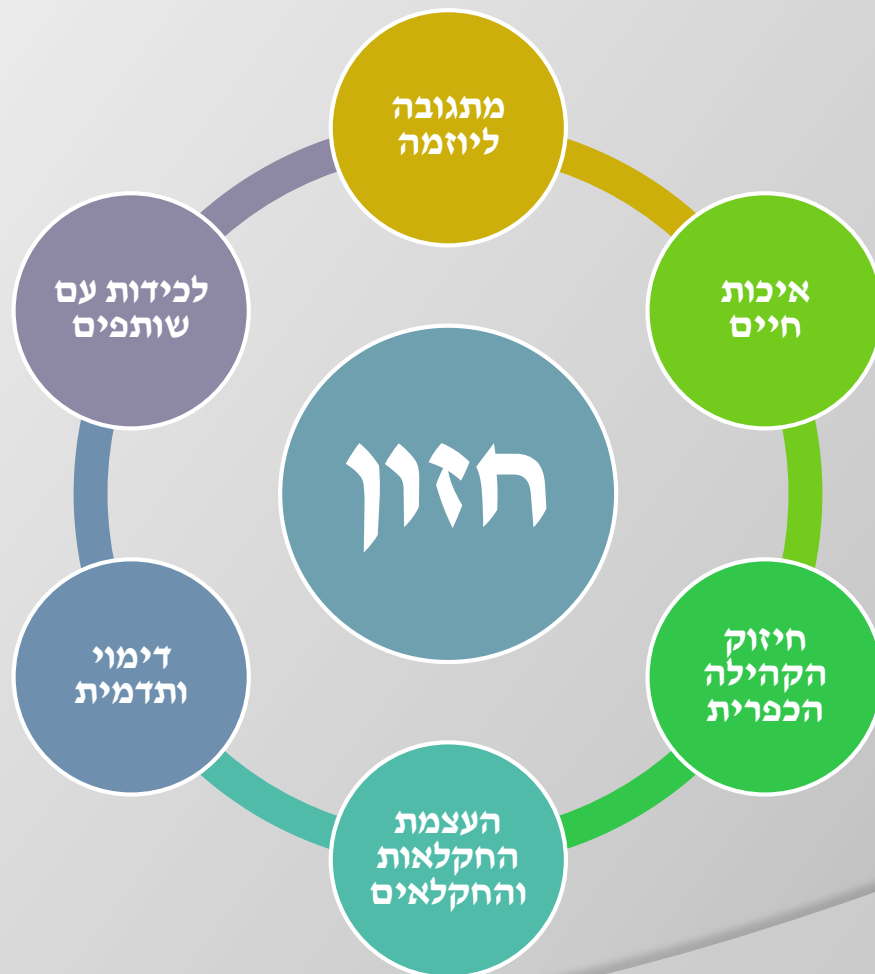 מתגובה
ליוזמה
איכות
חיים
חיזוק
הקהילה
הכפרית
העצמת
החקלאות
והחקלאים
דימוי
ותדמית
לכידות עם
שותפים
חזון